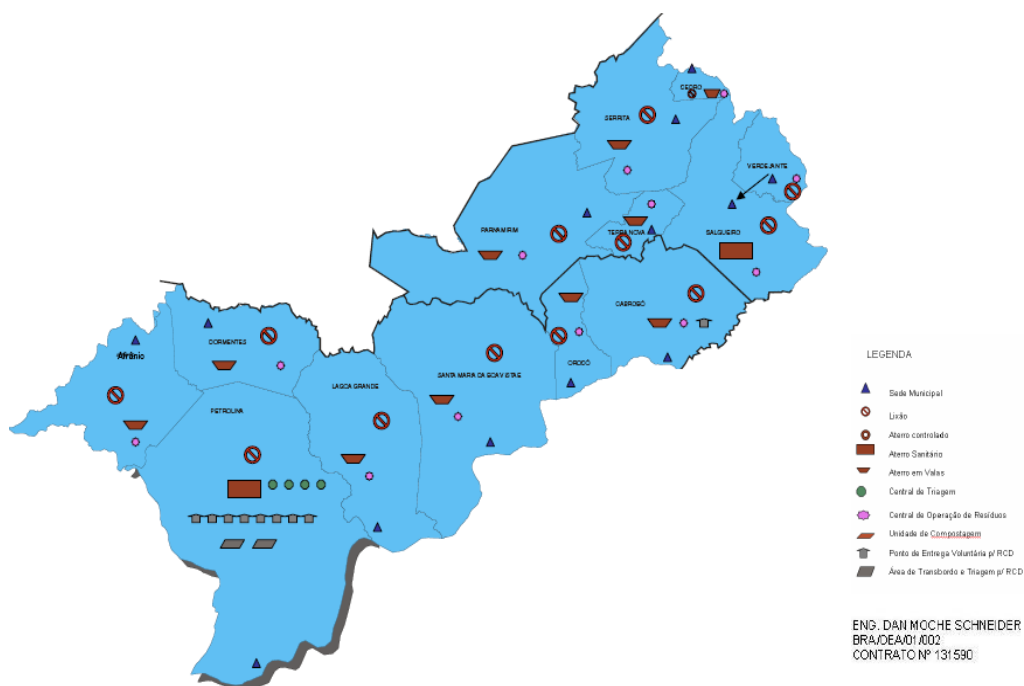 CEDRO
SERRITA
VERDEJANTE
PARNAMIRIM
TERRA NOVA
SALGUEIRO
CABROBÓ
DORMENTES
Afrânio
LAGOA GRANDE
SANTA MARIA DA BOA VISTAE
OROCÓ
PETROLINA
LEGENDA
Sede Municipal
Lixão
Aterro controlado
Aterro Sanitário
Aterro em Valas
Central de Triagem
Central de Operação de Resíduos
Unidade de Compostagem
Ponto de Entrega Voluntária p/ RCD
Área de Transbordo e Triagem p/ RCD
ENG. DAN MOCHE SCHNEIDER
BRA/OEA/01/002
CONTRATO Nº 131590